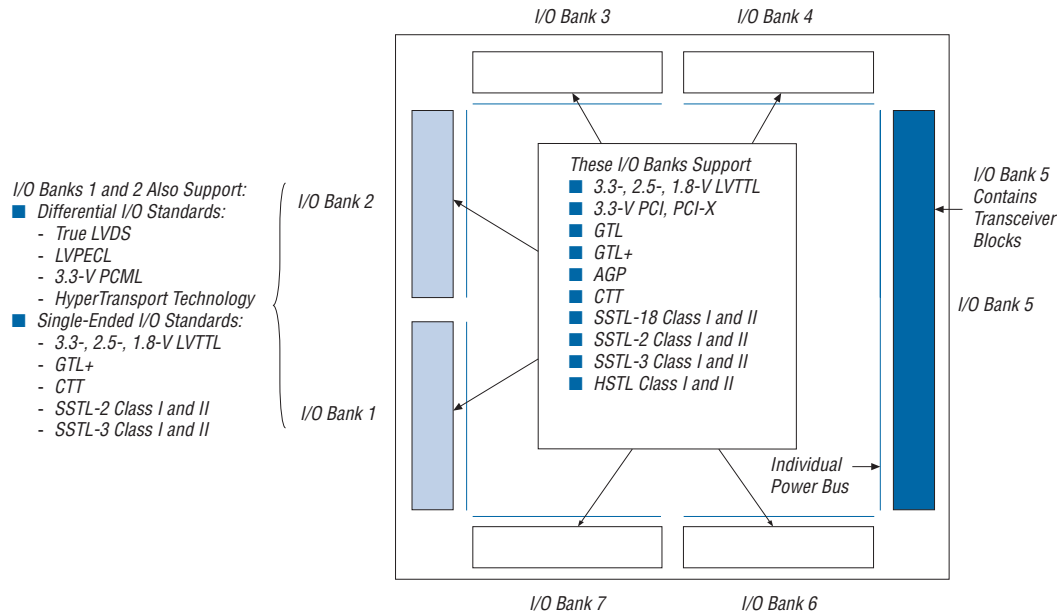 I/O Bank 3
I/O Bank 4
I/O Banks 1 and 2 Also Support:
■ Differential I/O Standards:
- True LVDS
- LVPECL
- 3.3-V PCML
- HyperTransport Technology
■ Single-Ended I/O Standards:
- 3.3-, 2.5-, 1.8-V LVTTL
- GTL+
- CTT
- SSTL-2 Class I and II
- SSTL-3 Class I and II
I/O Bank 2
I/O Bank 1
These I/O Banks Support
■ 3.3-, 2.5-, 1.8-V LVTTL
■ 3.3-V PCI, PCI-X
■ GTL
■ GTL+
■ AGP
■ CTT
■ SSTL-18 Class I and II
■ SSTL-2 Class I and II
■ SSTL-3 Class I and II
■ HSTL Class I and II
Individual
Power Bus
I/O Bank 5
Contains
Transceiver
Blocks
I/O Bank 5
I/O Bank 7
I/O Bank 6